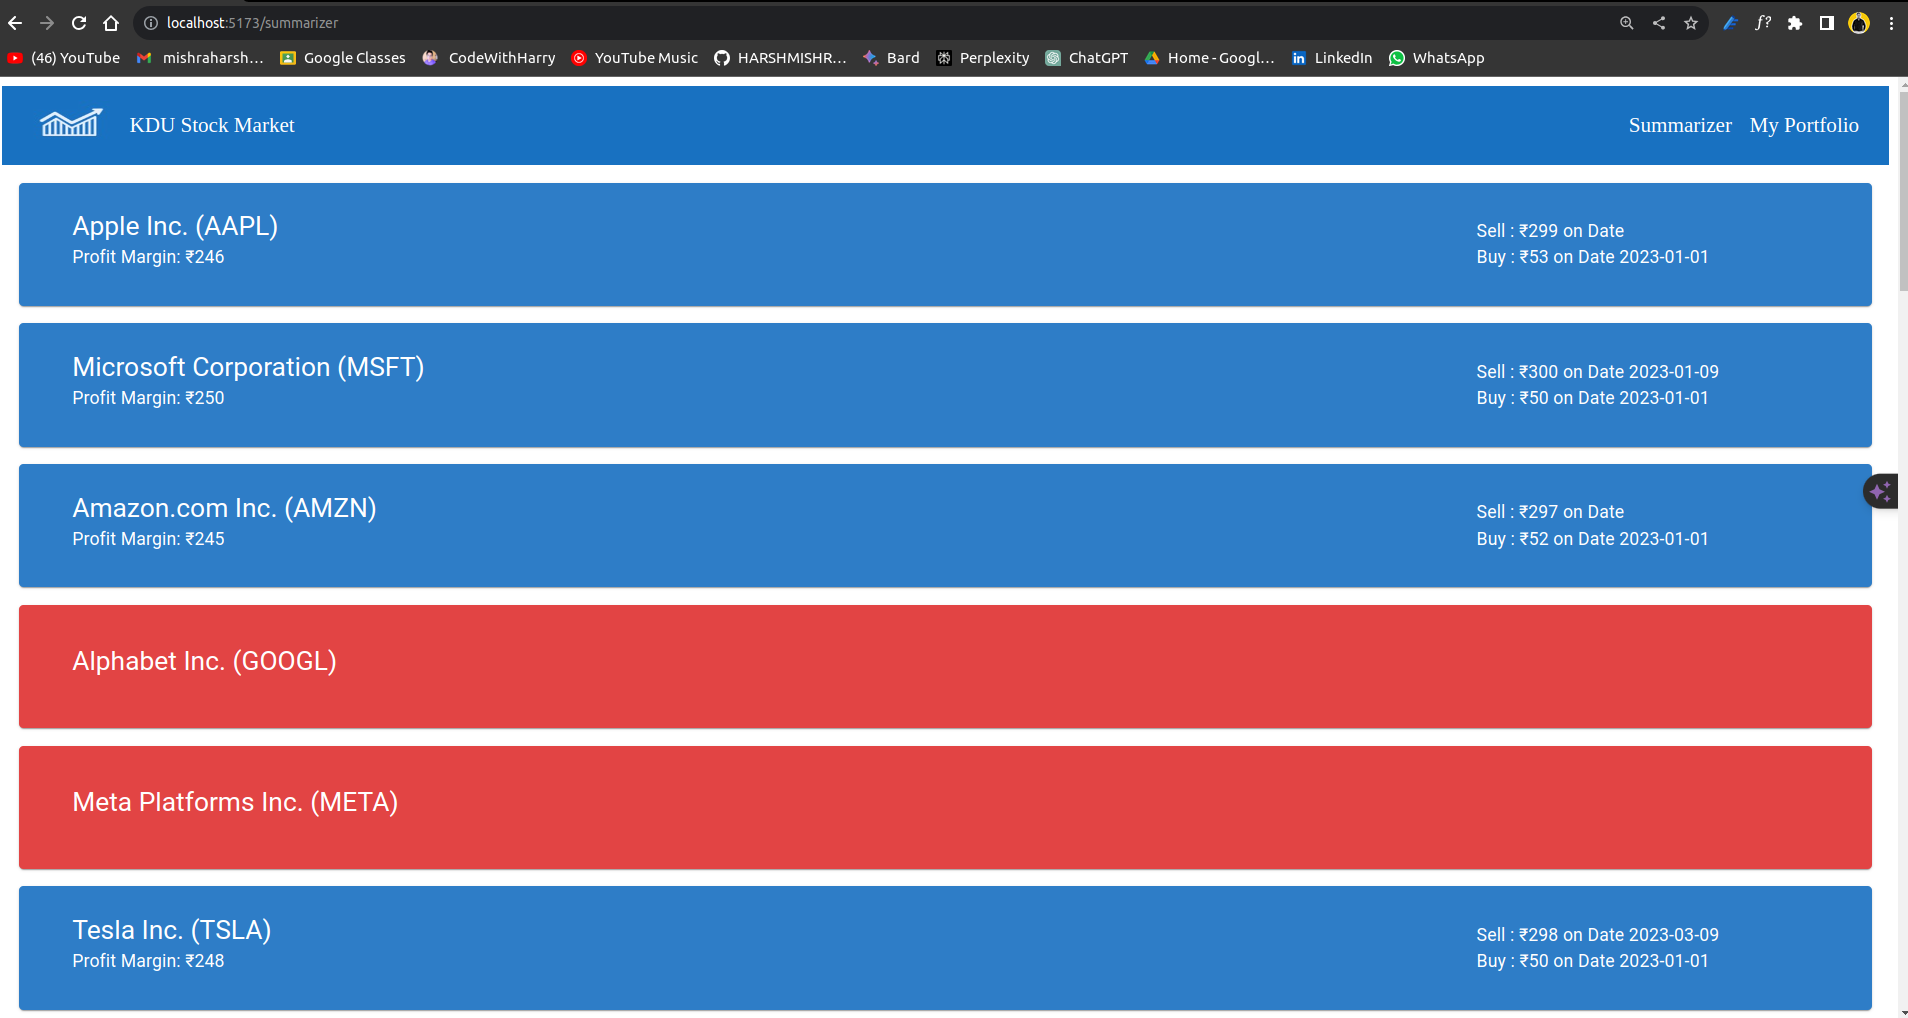 localhost:5173/summarizer
f?
(46) YouTube mishraharsh... Google Classes CodeWithHarry YouTube Music HARSHMISHR... Bard Perplexity ChatGPT Home - Googl... LinkedIn WhatsApp
KDU Stock Market Summarizer My Portfolio
Apple Inc. (AAPL)
Profit Margin: ₹246
Sell : ₹299 on Date
Buy : ₹53 on Date 2023-01-01
Microsoft Corporation (MSFT)
Profit Margin: ₹250
Sell : ₹300 on Date 2023-01-09
Buy : ₹50 on Date 2023-01-01
Amazon.com Inc. (AMZN)
Profit Margin: ₹245
Sell : ₹297 on Date
Buy : ₹52 on Date 2023-01-01
Alphabet Inc. (GOOGL)
Meta Platforms Inc. (META)
Tesla Inc. (TSLA)
Profit Margin: ₹248
Sell : ₹298 on Date 2023-03-09
Buy : ₹50 on Date 2023-01-01